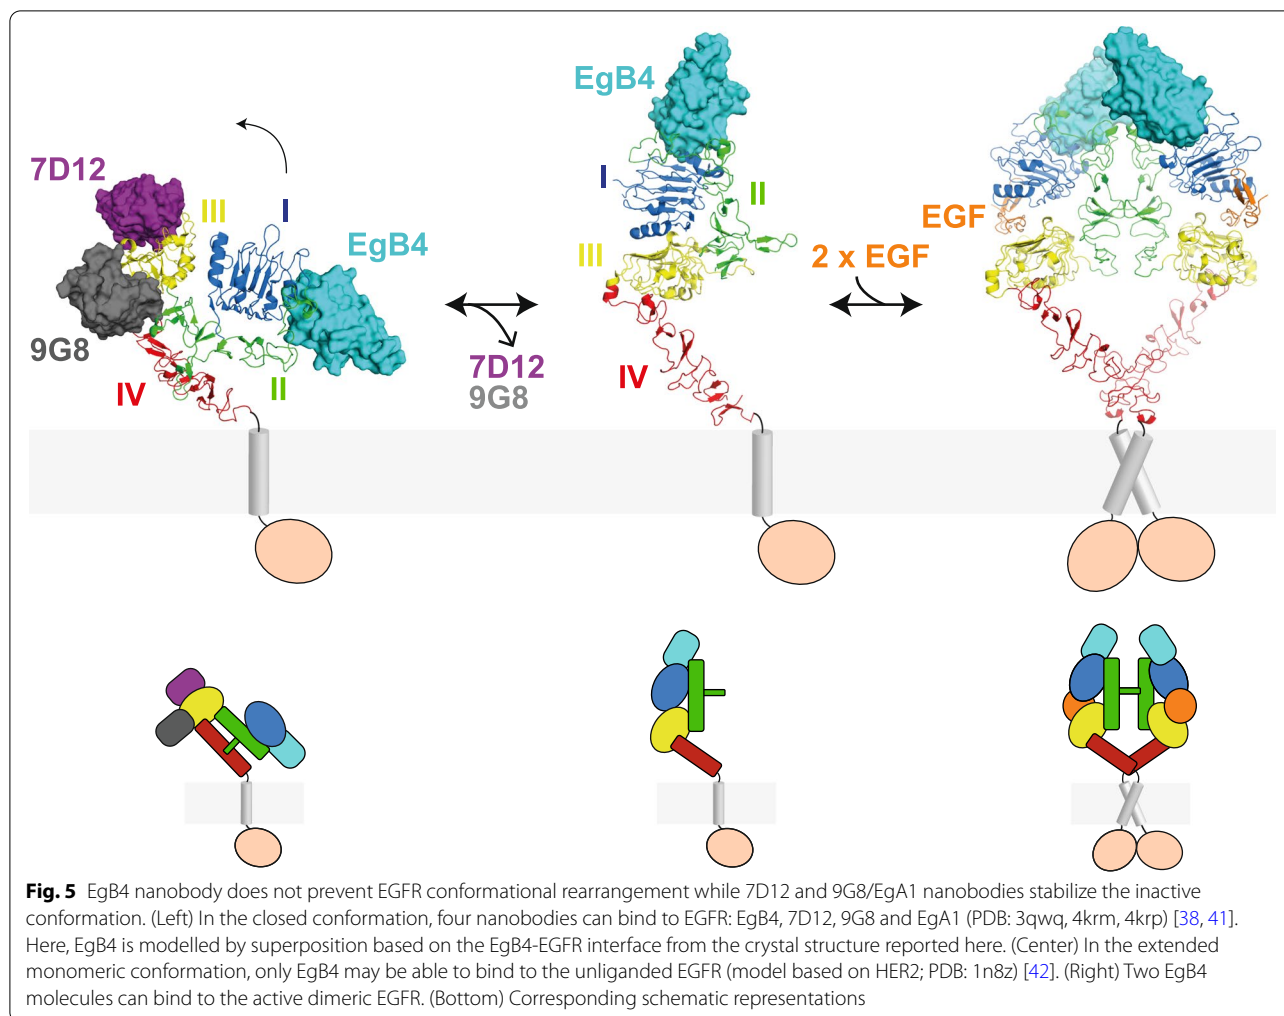 7D12
III
I
EgB4
9G8
IV
II
7D12
9G8
EgB4
I
II
III
IV
2 x EGF
EGF
Fig. 5 EgB4 nanobody does not prevent EGFR conformational rearrangement while 7D12 and 9G8/EgA1 nanobodies stabilize the inactive
conformation. (Left) In the closed conformation, four nanobodies can bind to EGFR: EgB4, 7D12, 9G8 and EgA1 (PDB: 3qwq, 4krm, 4krp) [38, 41].
Here, EgB4 is modelled by superposition based on the EgB4-EGFR interface from the crystal structure reported here. (Center) In the extended
monomeric conformation, only EgB4 may be able to bind to the unliganded EGFR (model based on HER2; PDB: 1n8z) [42]. (Right) Two EgB4
molecules can bind to the active dimeric EGFR. (Bottom) Corresponding schematic representations